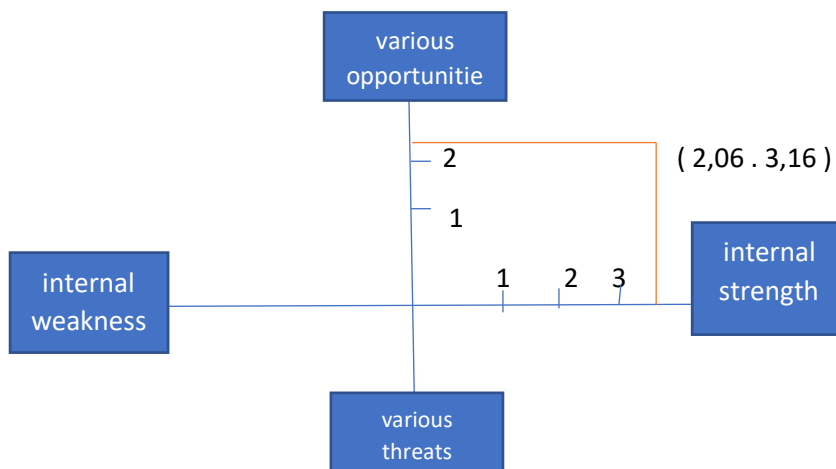 various
opportunitie
2
( 2,06 . 3,16 )
1
internal
weakness
1
2
3
internal
strength
various
threats